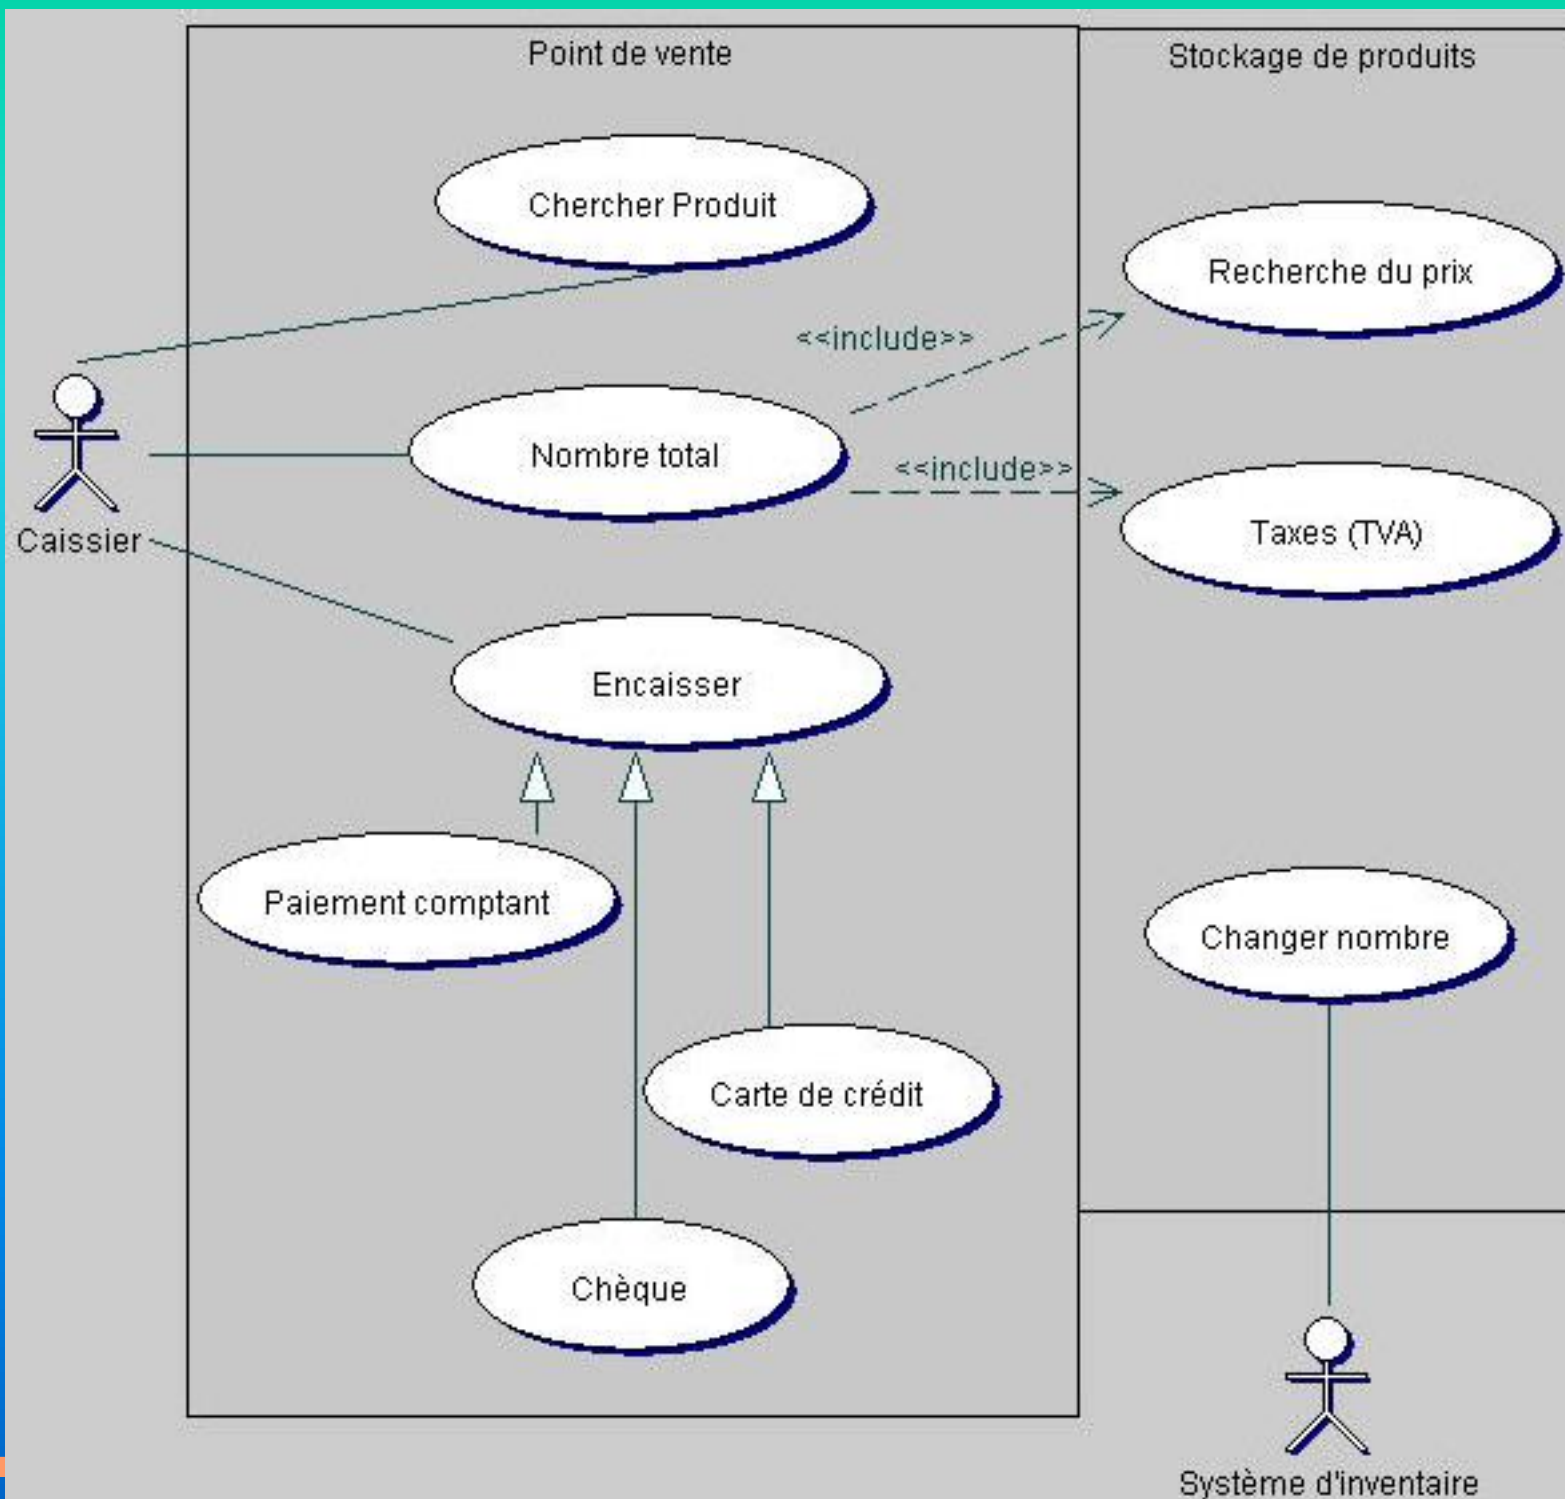 Point de vente
Stockage de produits
Chercher Produit
Recherche du prix
<<include>>
Nombre total
<<include>>
Taxes (TVA)
Caissier
Encaisser
Paiement comptant
Changer nombre
Carte de crédit
Chèque
Système d'inventaire